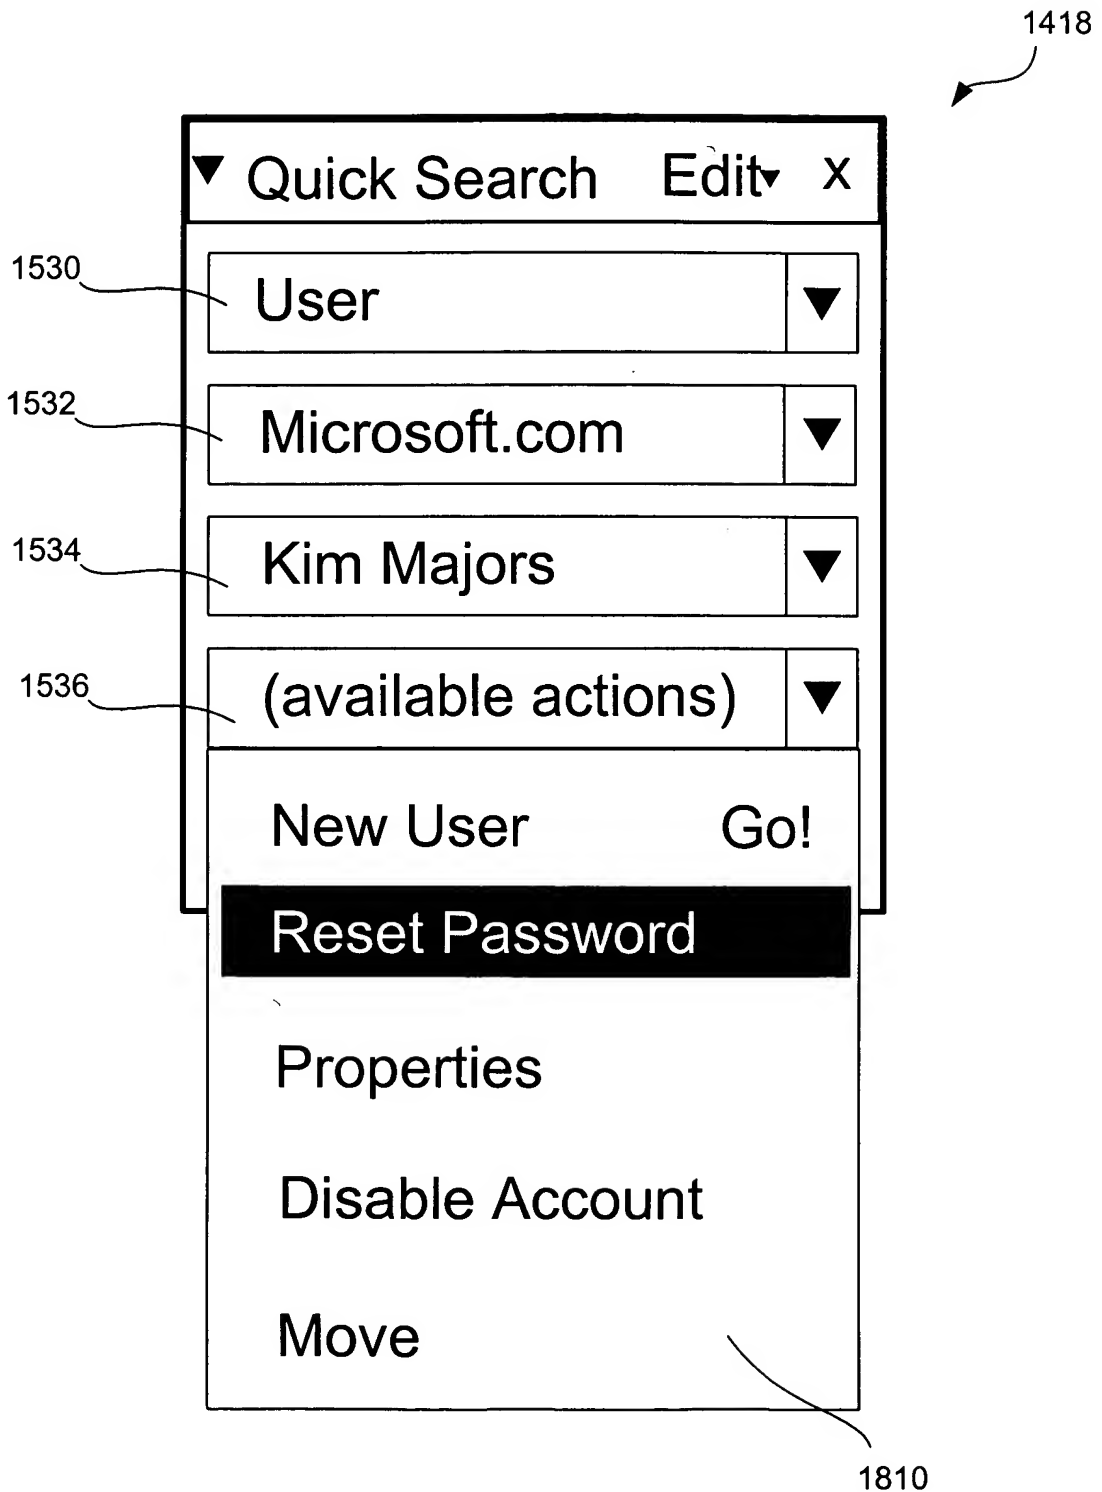 1418
Quick Search Edit x
1530
User
1532
Microsoft.com
1534
Kim Majors
1536
(available actions)
New User Go!
Reset Password
Properties
Disable Account
Move
1810